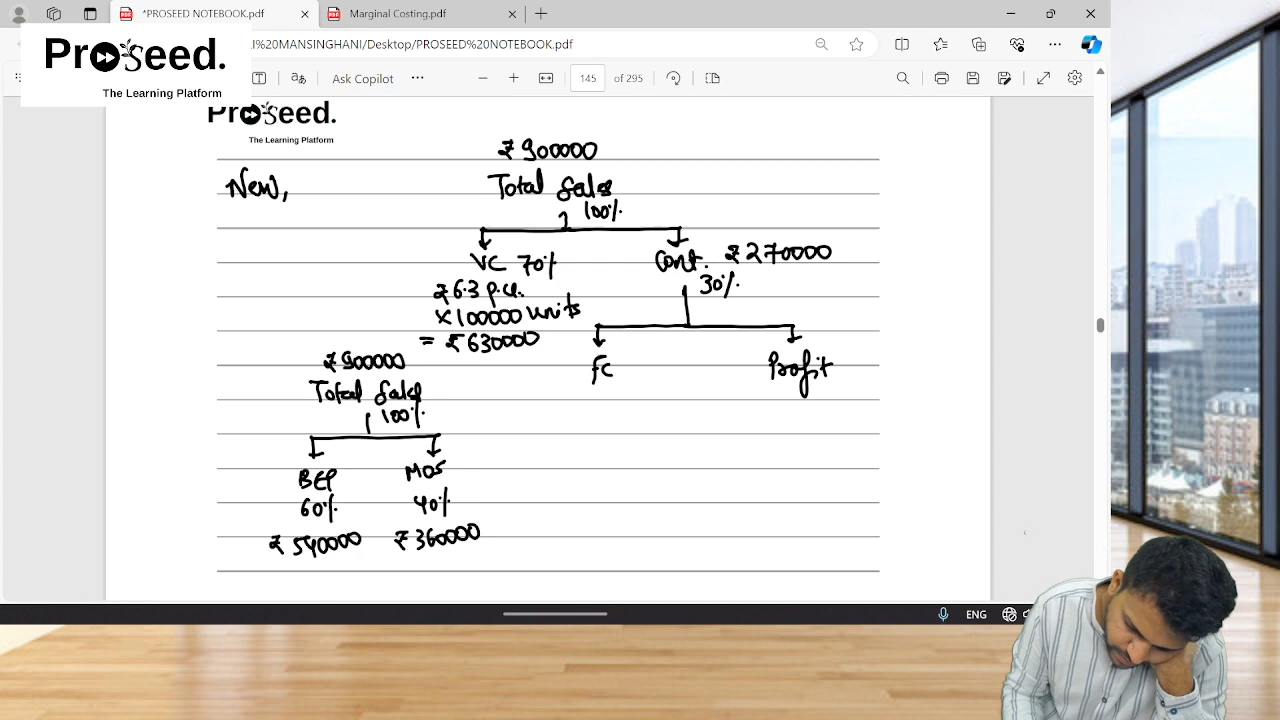 *PROSEED NOTEBOOK.pdf
Marginal Costing.pdf
MANSINGHANI/Desktop/PROSEED%20NOTEBOOK.pdf
Proseed.
The Learning Platform
Ask Copilot
145 of 295
Proseed.
The Learning Platform
₹900000
New,
Total Sales
100%
VC 70%
Cont. ₹270000
30%
₹6.3 p.u.
×100000 units
= ₹630000
FC
Profit
₹900000
Total Sales
100%
BEP
MOS
60%
40%
₹540000
₹360000
ENG